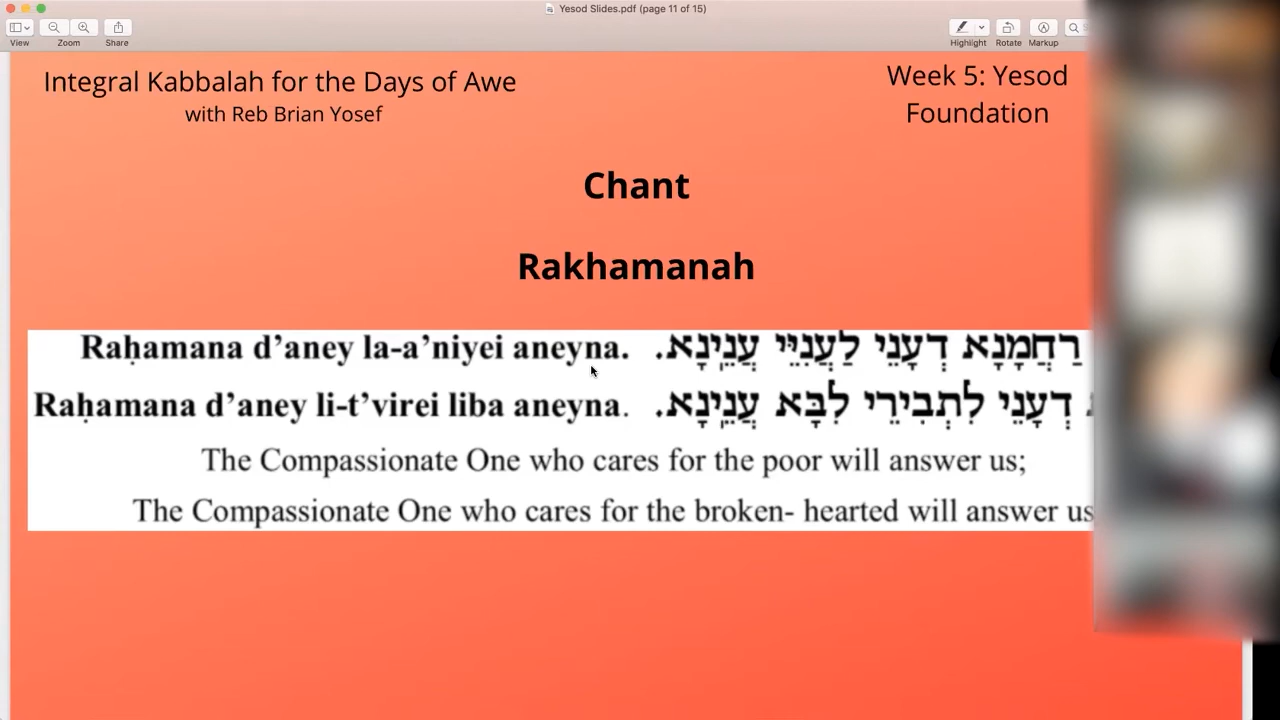 Yesod Slides.pdf (page 11 of 15)
View
Zoom
Share
Highlight
Rotate
Markup
Integral Kabbalah for the Days of Awe
with Reb Brian Yosef
Week 5: Yesod
Foundation
Chant
Rakhamanah
Raḥamana d’aney la-a’niyei aneyna. רַחֲמָנָא דְעָנֵי לַעֲנִיֵּי עֲנֵינָא.
Raḥamana d’aney li-t’virei liba aneyna. דְעָנֵי לִתְבִירֵי לִבָּא עֲנֵינָא.
The Compassionate One who cares for the poor will answer us;
The Compassionate One who cares for the broken- hearted will answer us